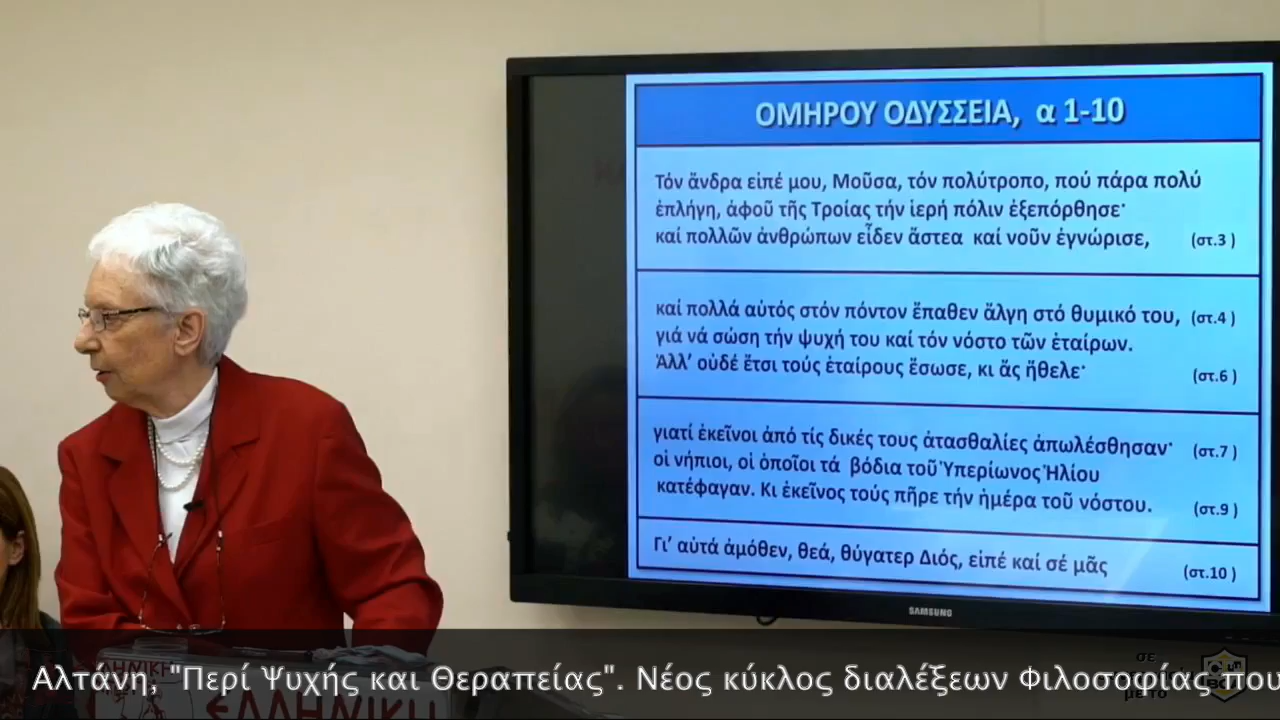 ΟΜΗΡΟΥ ΟΔΥΣΣΕΙΑ, α 1-10
Τόν ἄνδρα εἰπέ μου, Μοῦσα, τόν πολύτροπο, πού πάρα πολύ
ἐπλήγη, ἀφοῦ τῆς Τροίας τήν ἱερή πόλιν ἐξεπόρθησε·
καί πολλῶν ἀνθρώπων εἶδεν ἄστεα καί νοῦν ἐγνώρισε, (στ.3 )
καί πολλά αὐτός στόν πόντον ἔπαθεν ἄλγη στό θυμικό του, (στ.4 )
γιά νά σώση τήν ψυχή του καί τόν νόστο τῶν ἑταίρων.
Ἀλλ’ οὐδέ ἔτσι τούς ἑταίρους ἔσωσε, κι ἄς ἤθελε· (στ.6 )
γιατί ἐκεῖνοι ἀπό τίς δικές τους ἀτασθαλίες ἀπωλέσθησαν· (στ.7 )
οἱ νήπιοι, οἱ ὁποῖοι τά βόδια τοῦ Ὑπερίωνος Ἡλίου
κατέφαγαν. Κι ἐκεῖνος τούς πῆρε τήν ἡμέρα τοῦ νόστου. (στ.9 )
Γι’ αὐτά ἀμόθεν, θεά, θύγατερ Διός, εἰπέ καί σέ μᾶς (στ.10 )
SAMSUNG
Αλτάνη, "Περί Ψυχής και Θεραπείας". Νέος κύκλος διαλέξεων Φιλοσοφίας που
σε
με το
ΛΗΝΙΚΗ
ΕΛΛΗΝΙΚΗ